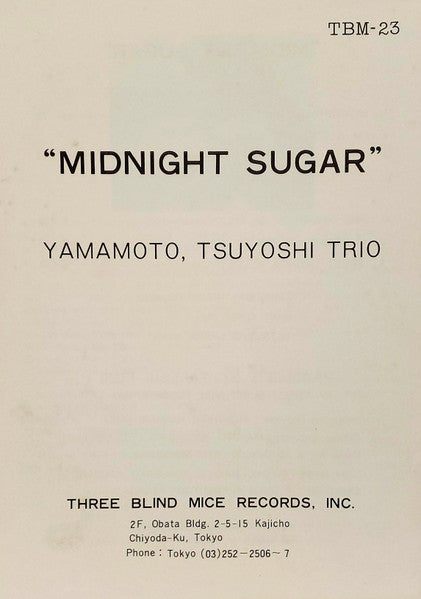 TBM-23
“MIDNIGHT SUGAR”
YAMAMOTO, TSUYOSHI TRIO
THREE BLIND MICE RECORDS, INC.
2F, Obata Bldg. 2-5-15 Kajicho
Chiyoda-Ku, Tokyo
Phone : Tokyo (03)252-2506~7